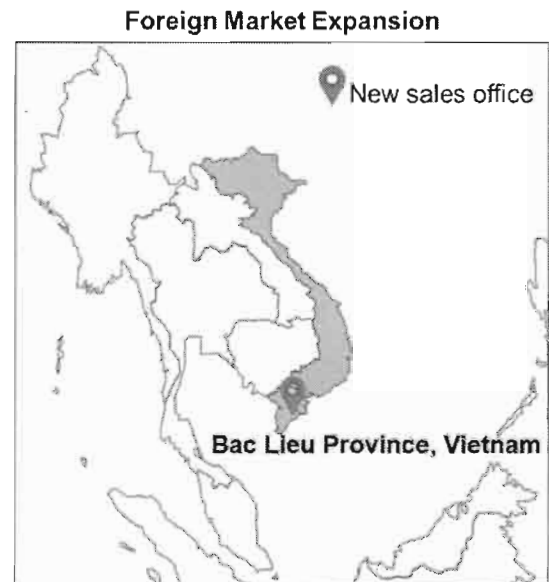 Foreign Market Expansion
New sales office
Bac Lieu Province, Vietnam